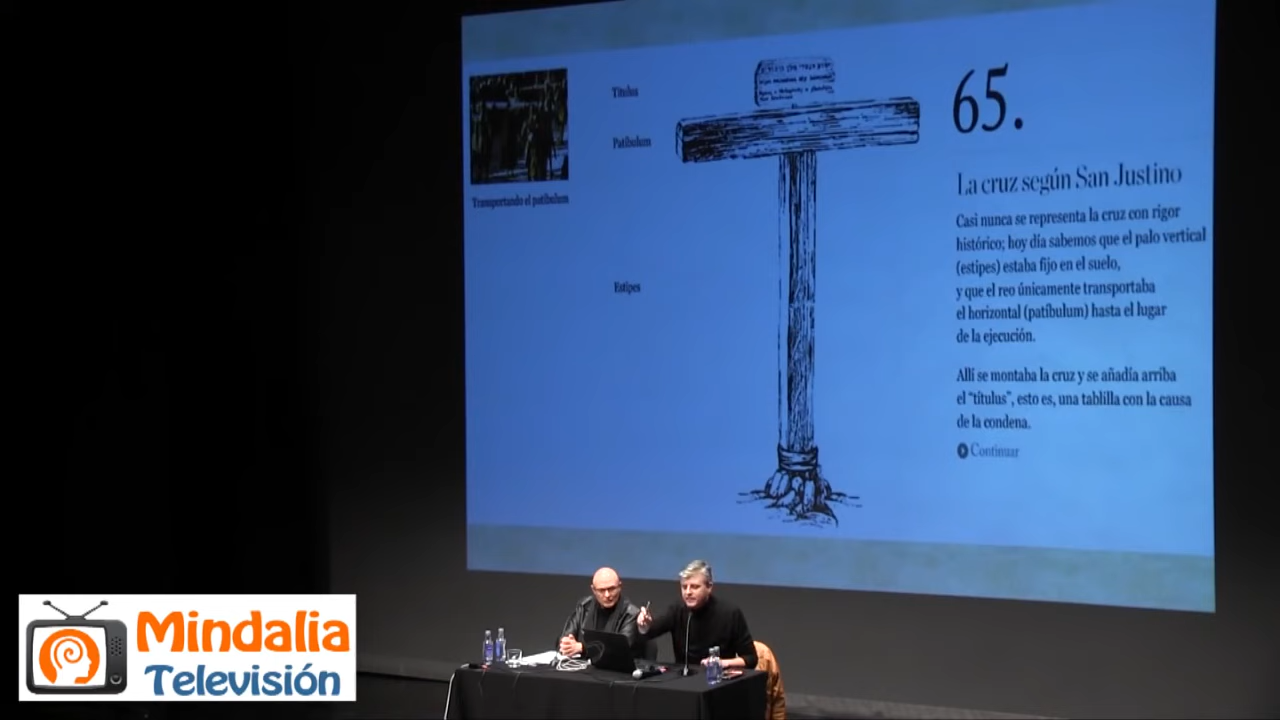 Titulus
Patíbulum
Transportando el patíbulum
Estipes
65.
La cruz según San Justino
Casi nunca se representa la cruz con rigor
histórico; hoy día sabemos que el palo vertical
(estipes) estaba fijo en el suelo,
y que el reo únicamente transportaba
el horizontal (patíbulum) hasta el lugar
de la ejecución.
Allí se montaba la cruz y se añadía arriba
el “titulus”, esto es, una tablilla con la causa
de la condena.
Continuar
Mindalia
Televisión